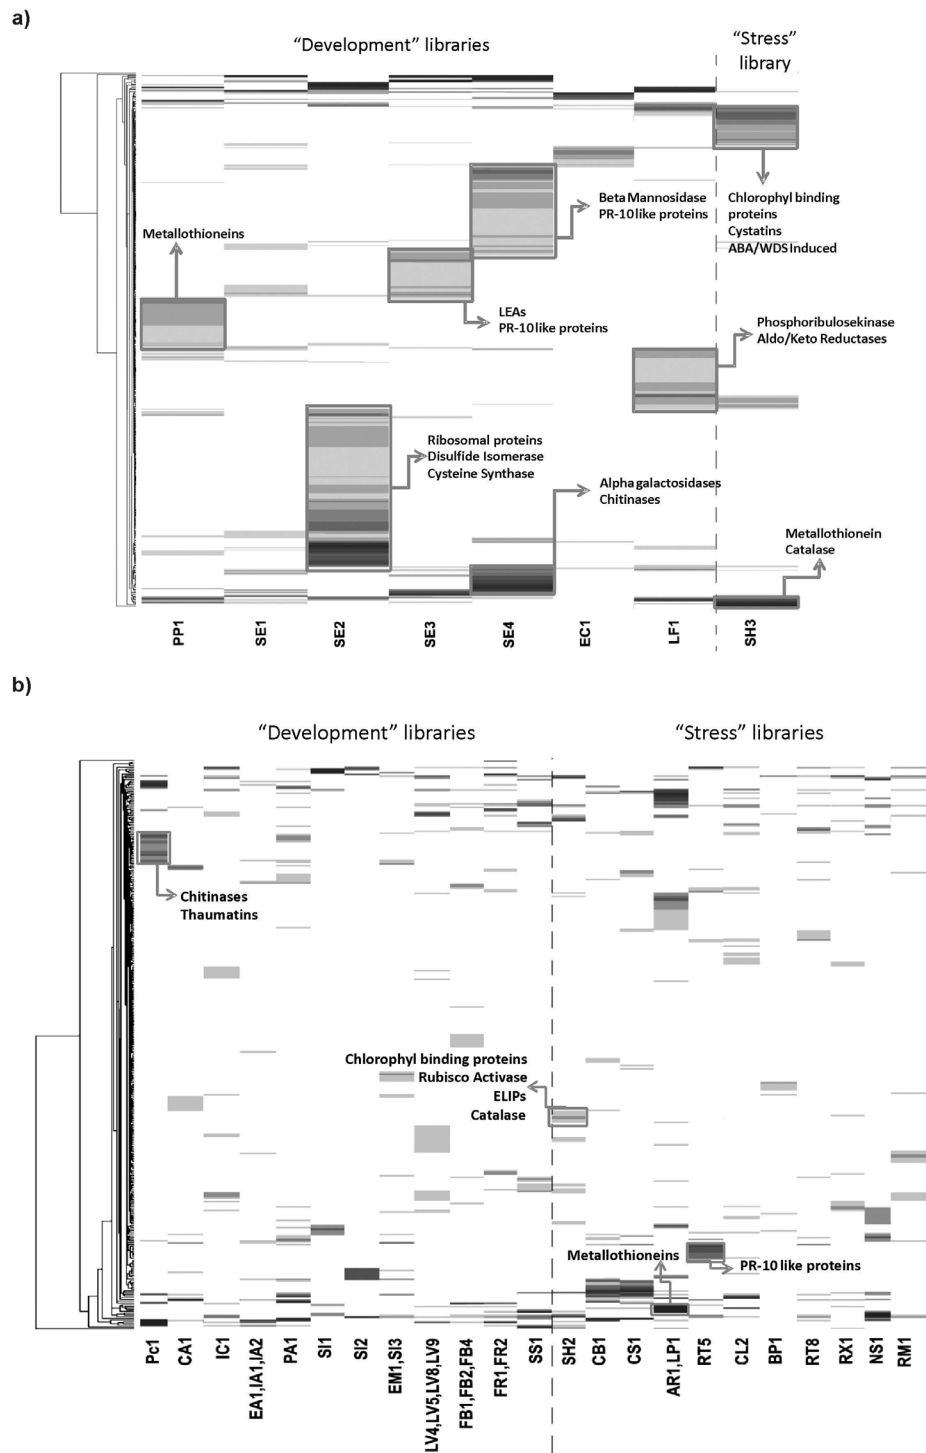 a)
“Development” libraries
“Stress”
library
Beta Mannosidase
PR-10 like proteins
Chlorophyl binding
proteins
Cystatins
ABA/WDS Induced
Metallothioneins
LEAs
PR-10 like proteins
Phosphoribulosekinase
Aldo/Keto Reductases
Ribosomal proteins
Disulfide Isomerase
Cysteine Synthase
Alpha galactosidases
Chitinases
Metallothionein
Catalase
PP1
SE1
SE2
SE3
SE4
EC1
LF1
SH3
b)
“Development” libraries
“Stress” libraries
Chitinases
Thaumatins
Chlorophyl binding proteins
Rubisco Activase
ELIPs
Catalase
Metallothioneins
PR-10 like proteins
Pc1
CA1
IC1
EA1,IA1,IA2
PA1
SI1
SI2
EM1,SI3
LV4,LV5,LV8,LV9
FB1,FB2,FB4
FR1,FR2
SS1
SH2
CB1
CS1
AR1,LP1
RT5
CL2
BP1
RT8
RX1
NS1
RM1